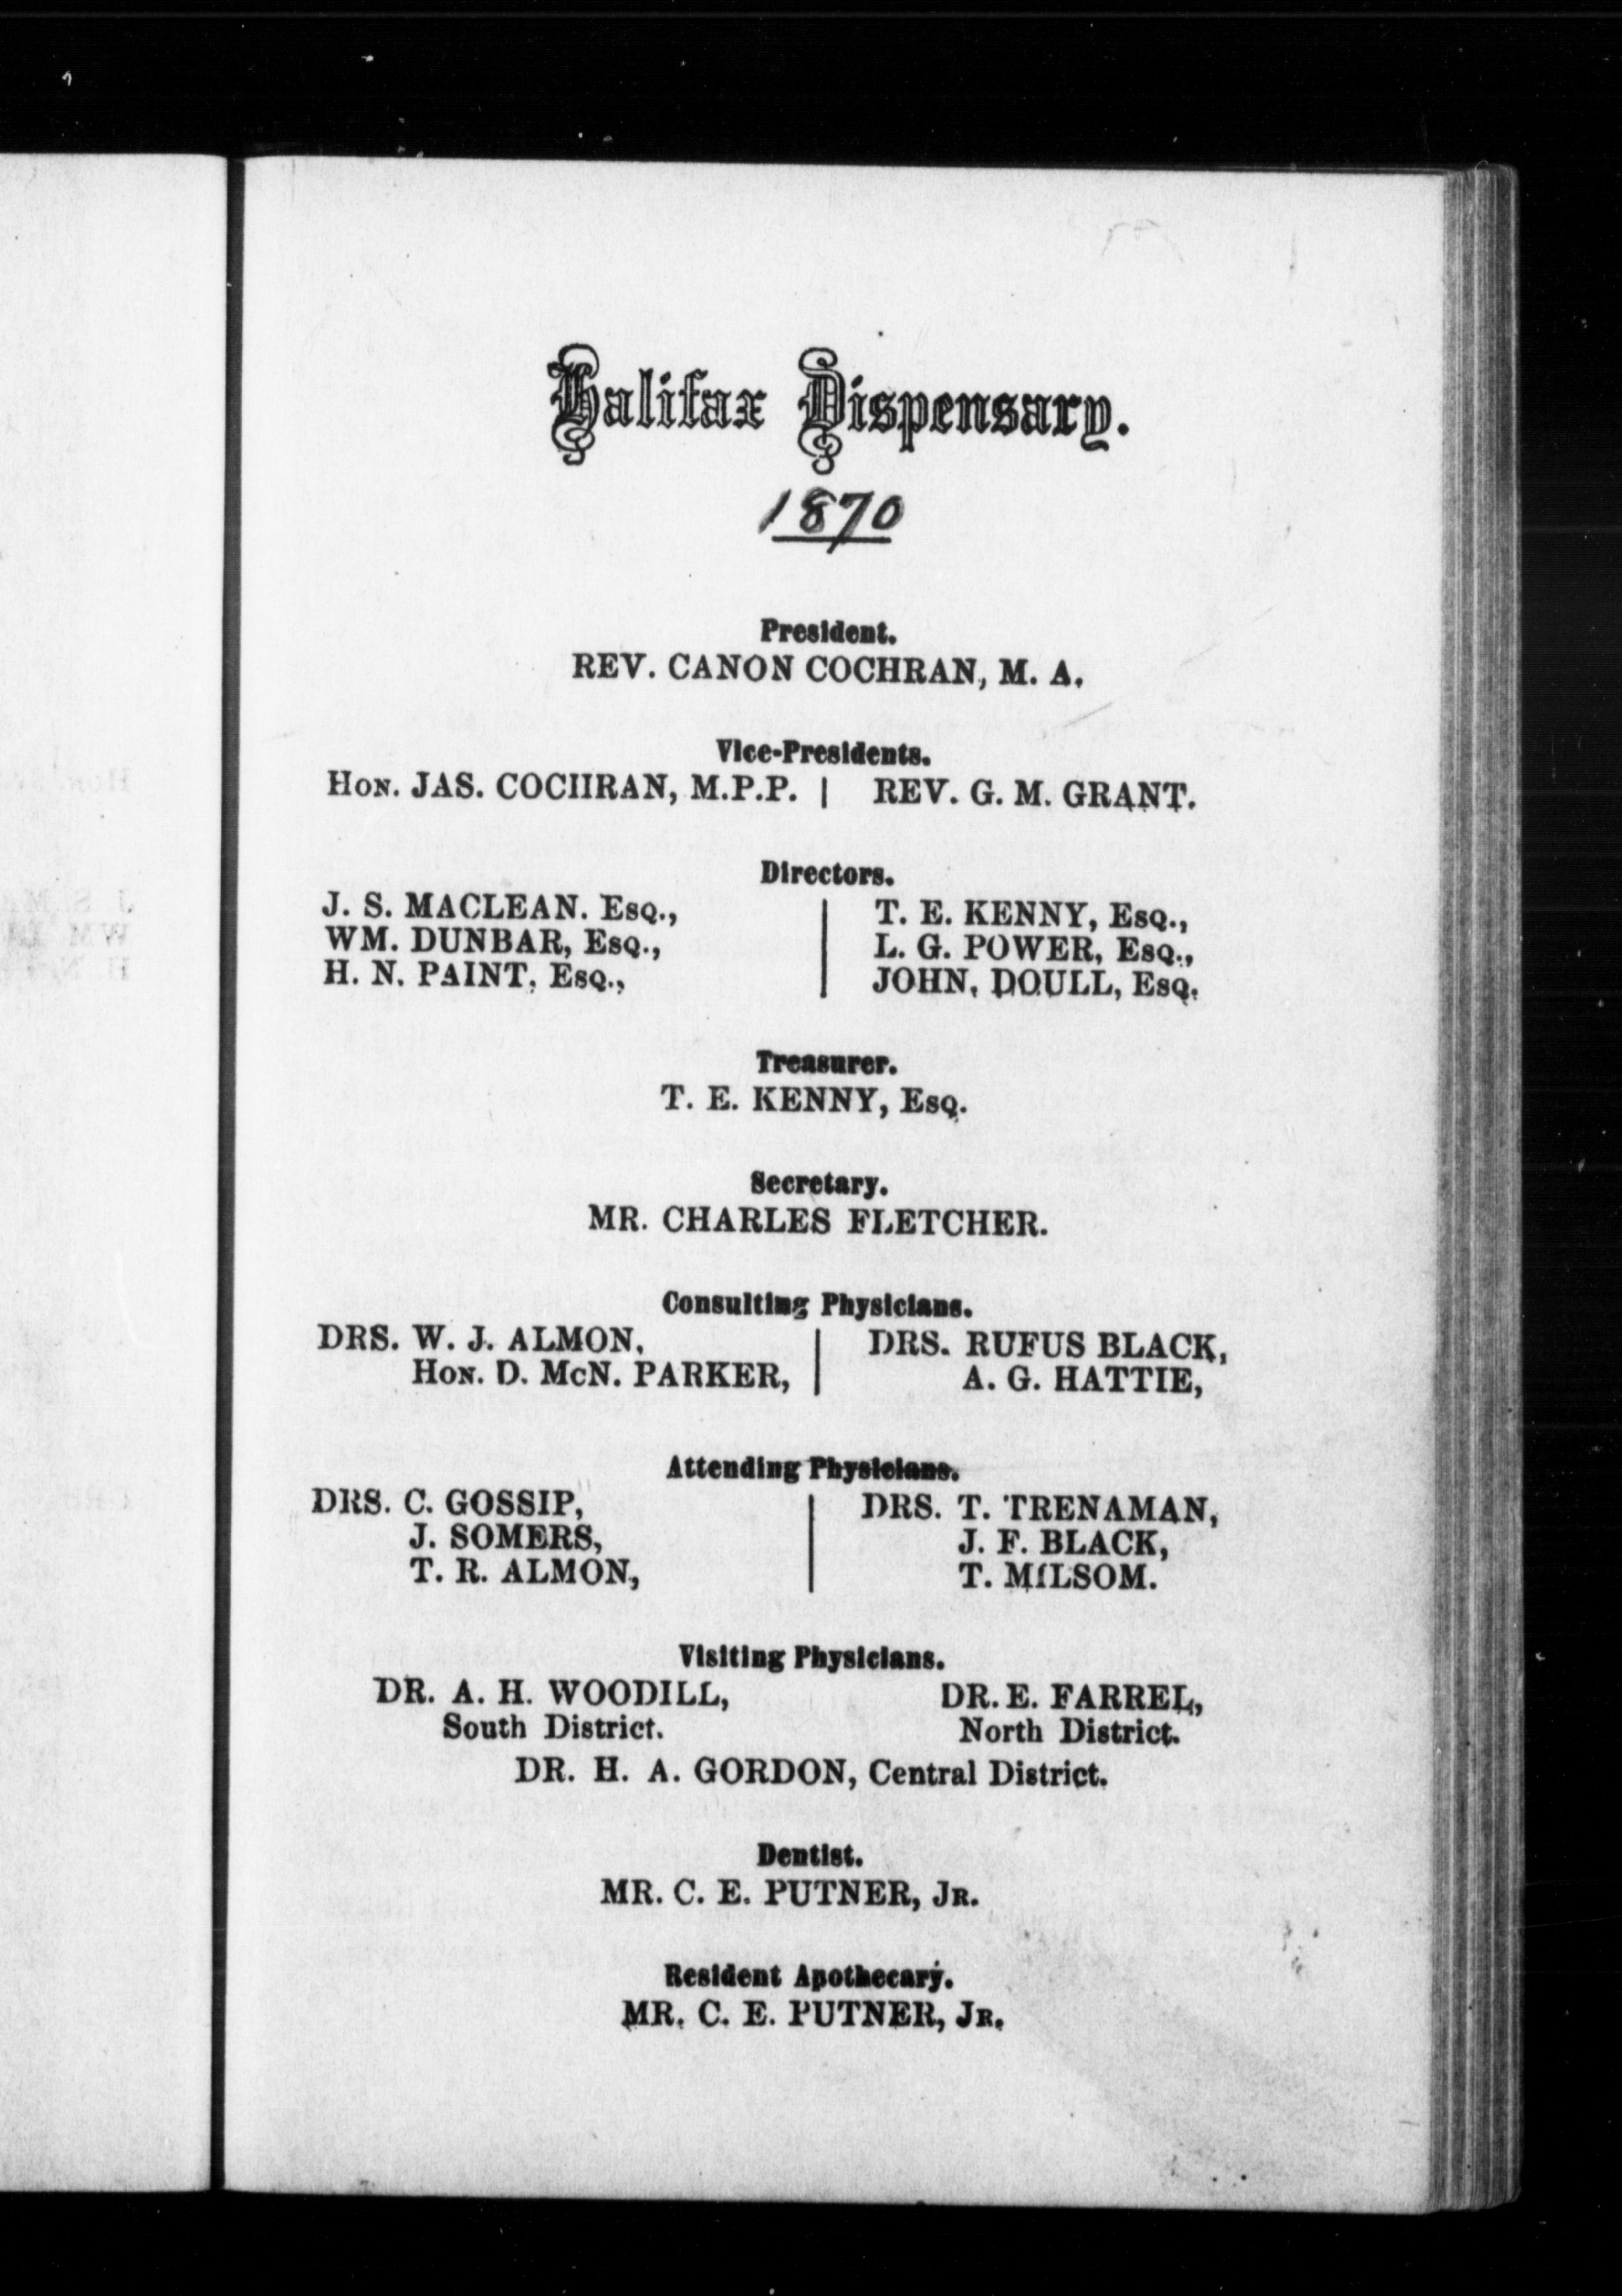 Halifax Dispensary.
1870
President.
REV. CANON COCHRAN, M. A.
Vice-Presidents.
HON. JAS. COCHRAN, M.P.P. | REV. G. M. GRANT.
Directors.
J. S. MACLEAN. ESQ.,
WM. DUNBAR, ESQ.,
H. N. PAINT, ESQ.,
T. E. KENNY, ESQ.,
L. G. POWER, ESQ.,
JOHN, DOULL, ESQ.
Treasurer.
T. E. KENNY, ESQ.
Secretary.
MR. CHARLES FLETCHER.
Consulting Physicians.
DRS. W. J. ALMON,
HON. D. McN. PARKER,
DRS. RUFUS BLACK,
A. G. HATTIE,
Attending Physicians.
DRS. C. GOSSIP,
J. SOMERS,
T. R. ALMON,
DRS. T. TRENAMAN,
J. F. BLACK,
T. MILSOM.
Visiting Physicians.
DR. A. H. WOODILL,
South District.
DR. E. FARREL,
North District.
DR. H. A. GORDON, Central District.
Dentist.
MR. C. E. PUTNER, JR.
Resident Apothecary.
MR. C. E. PUTNER, JR.